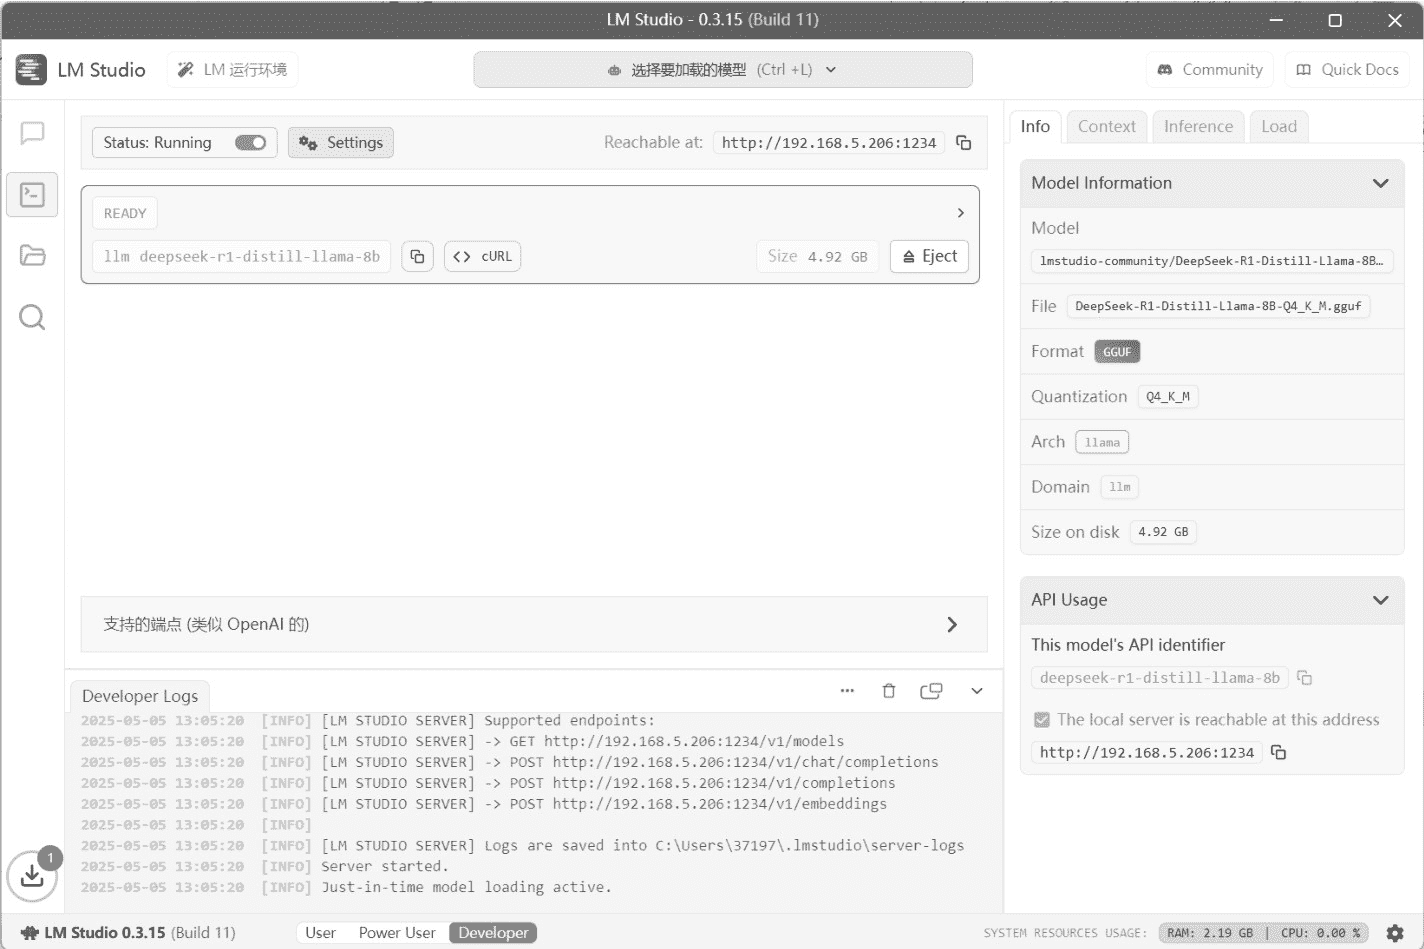 LM Studio - 0.3.15 (Build 11)
LM Studio
LM 运行环境
选择要加载的模型 (Ctrl +L)
Community
Quick Docs
Status: Running
Settings
Reachable at: http://192.168.5.206:1234
READY
llm deepseek-r1-distill-llama-8b
cURL
Size 4.92 GB
Eject
支持的端点 (类似 OpenAI 的)
Developer Logs
2025-05-05 13:05:20 [INFO] [LM STUDIO SERVER] Supported endpoints:
2025-05-05 13:05:20 [INFO] [LM STUDIO SERVER] -> GET http://192.168.5.206:1234/v1/models
2025-05-05 13:05:20 [INFO] [LM STUDIO SERVER] -> POST http://192.168.5.206:1234/v1/chat/completions
2025-05-05 13:05:20 [INFO] [LM STUDIO SERVER] -> POST http://192.168.5.206:1234/v1/completions
2025-05-05 13:05:20 [INFO] [LM STUDIO SERVER] -> POST http://192.168.5.206:1234/v1/embeddings
2025-05-05 13:05:20 [INFO]
2025-05-05 13:05:20 [INFO] [LM STUDIO SERVER] Logs are saved into C:\Users\37197\.lmstudio\server-logs
2025-05-05 13:05:20 [INFO] Server started.
2025-05-05 13:05:20 [INFO] Just-in-time model loading active.
Info
Context
Inference
Load
Model Information
Model
lmstudio-community/DeepSeek-R1-Distill-Llama-8B…
File DeepSeek-R1-Distill-Llama-8B-Q4_K_M.gguf
Format GGUF
Quantization Q4_K_M
Arch llama
Domain llm
Size on disk 4.92 GB
API Usage
This model's API identifier
deepseek-r1-distill-llama-8b
The local server is reachable at this address
http://192.168.5.206:1234
1
LM Studio 0.3.15 (Build 11)
User
Power User
Developer
SYSTEM RESOURCES USAGE: RAM: 2.19 GB | CPU: 0.00 %